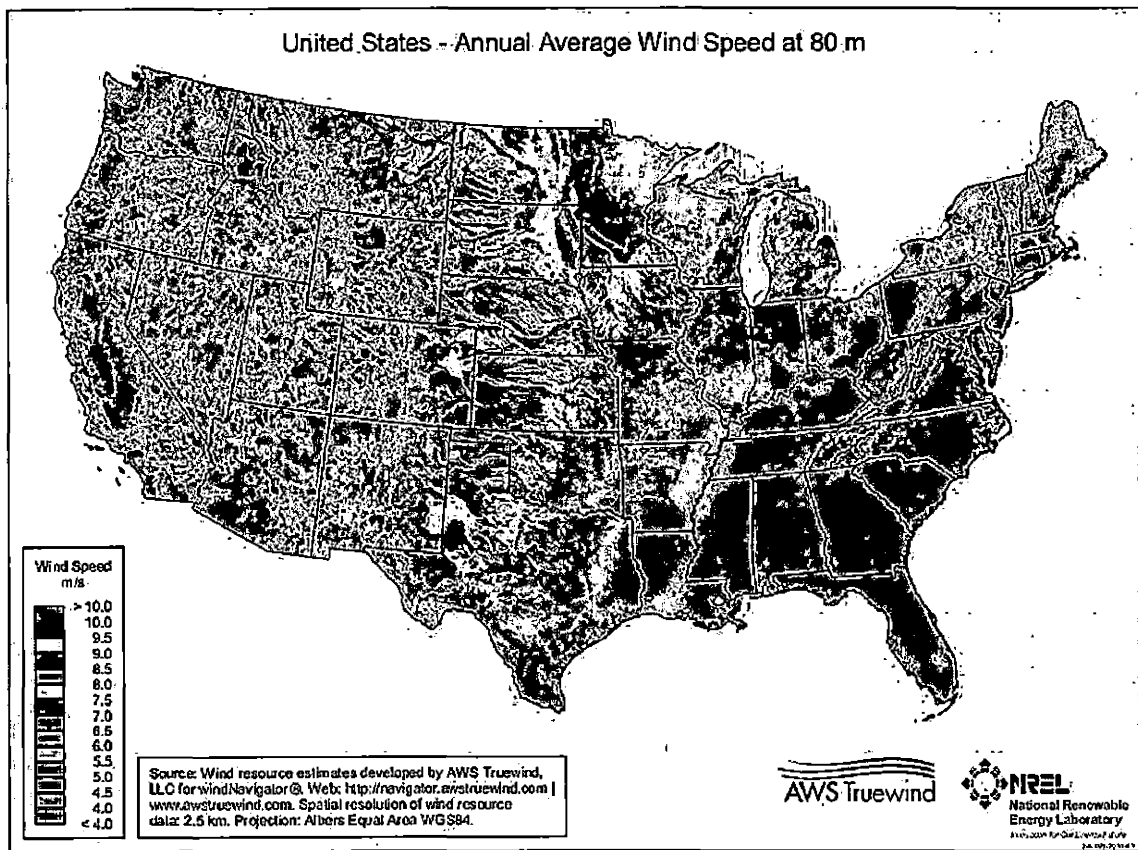 United States - Annual Average Wind Speed at 80 m
Wind Speed
m/s
> 10.0
10.0
9.5
9.0
8.5
8.0
7.5
7.0
6.5
6.0
5.5
5.0
4.5
4.0
< 4.0
Source: Wind resource estimates developed by AWS Truewind,
LLC for windNavigator®. Web: http://navigator.awstruewind.com |
www.awstruewind.com. Spatial resolution of wind resource
data: 2.5 km. Projection: Albers Equal Area WGS84.
AWS Truewind
NREL
National Renewable
Energy Laboratory